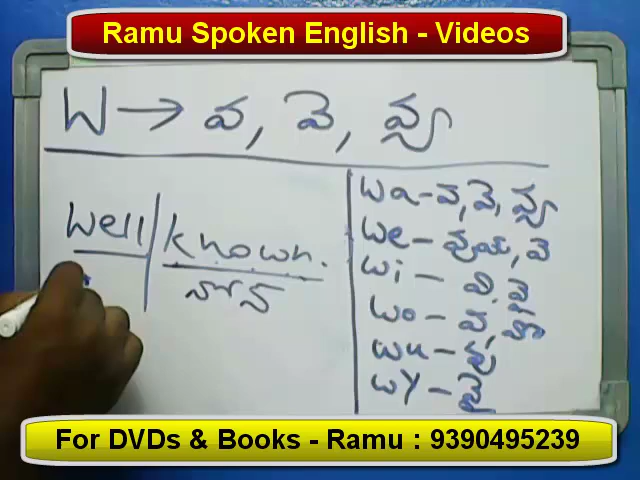 Ramu Spoken English - Videos
W → వ, వె, వ్యు
Well / known.
నోన్
wa - వ, వె, వ్యు
we - వుయ్, వె
wi - వి, వై
wo -
wu - వు
wy - వై
For DVDs & Books - Ramu : 9390495239